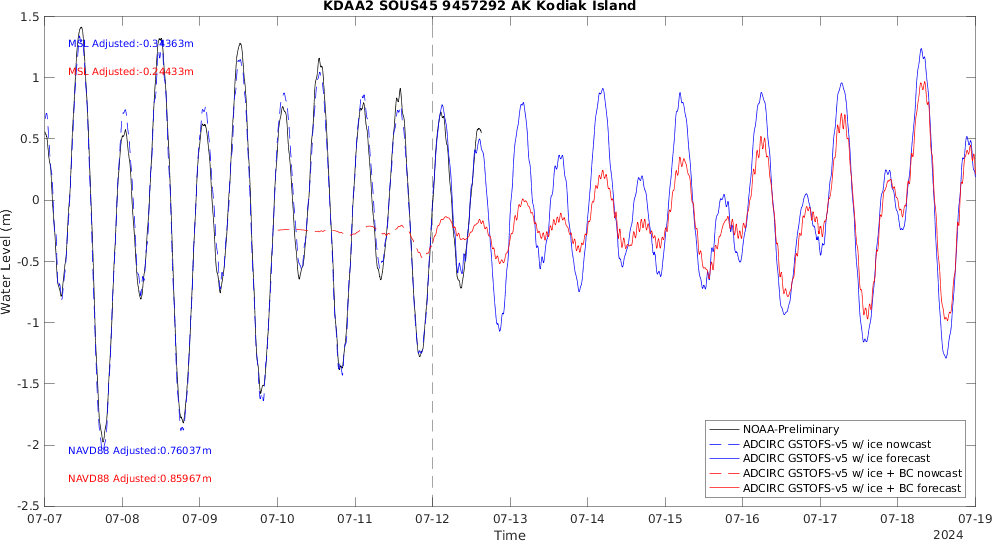 KDAA2 SOUS45 9457292 AK Kodiak Island
1.5
1
0.5
0
-0.5
-1
-1.5
-2
-2.5
Water Level (m)
MSL Adjusted:-0.34363m
MSL Adjusted:-0.24433m
NAVD88 Adjusted:0.76037m
NAVD88 Adjusted:0.85967m
NOAA-Preliminary
ADCIRC GSTOFS-v5 w/ ice nowcast
ADCIRC GSTOFS-v5 w/ ice forecast
ADCIRC GSTOFS-v5 w/ ice + BC nowcast
ADCIRC GSTOFS-v5 w/ ice + BC forecast
07-07 07-08 07-09 07-10 07-11 07-12 07-13 07-14 07-15 07-16 07-17 07-18 07-19
Time
2024